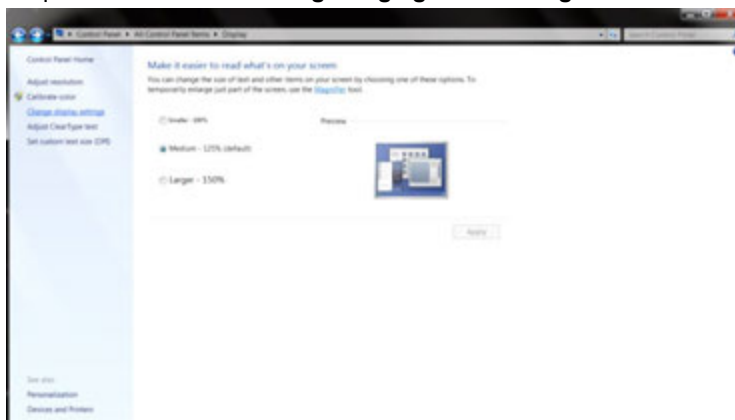 Control Panel ▸ All Control Panel Items ▸ Display
Search Control Panel
Control Panel Home
Adjust resolution
Calibrate color
Change display settings
Adjust ClearType text
Set custom text size (DPI)
Make it easier to read what's on your screen
You can change the size of text and other items on your screen by choosing one of these options. To
temporarily enlarge just part of the screen, use the Magnifier tool.
Smaller - 100%
Preview
Medium - 125% (default)
Larger - 150%
Apply
See also
Personalization
Devices and Printers